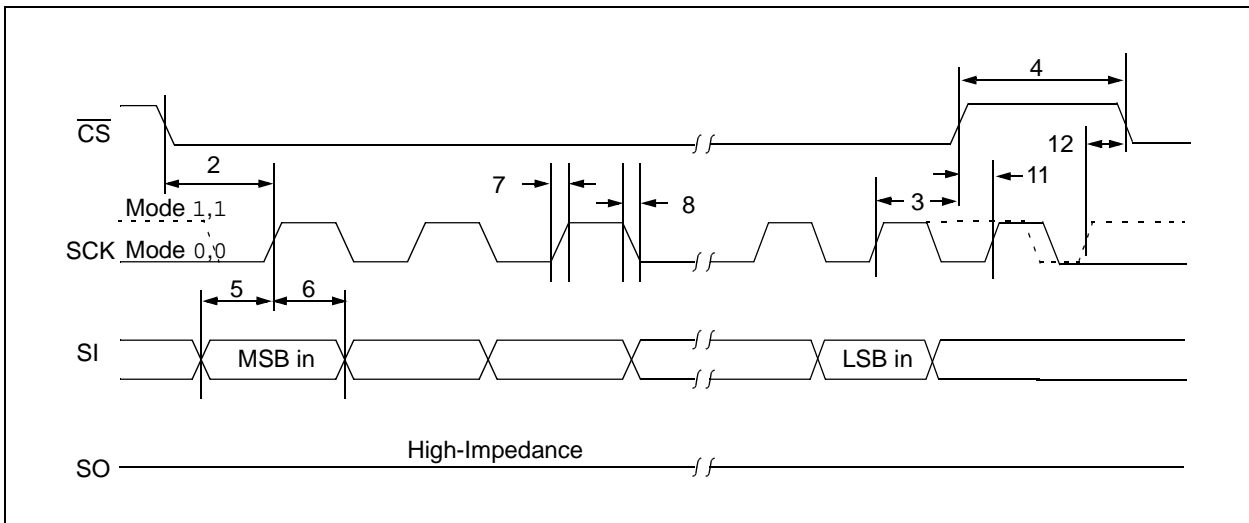 4
CS
12
2
7
8
3
11
Mode 1,1
SCK Mode 0,0
5
6
SI
MSB in
LSB in
High-Impedance
SO